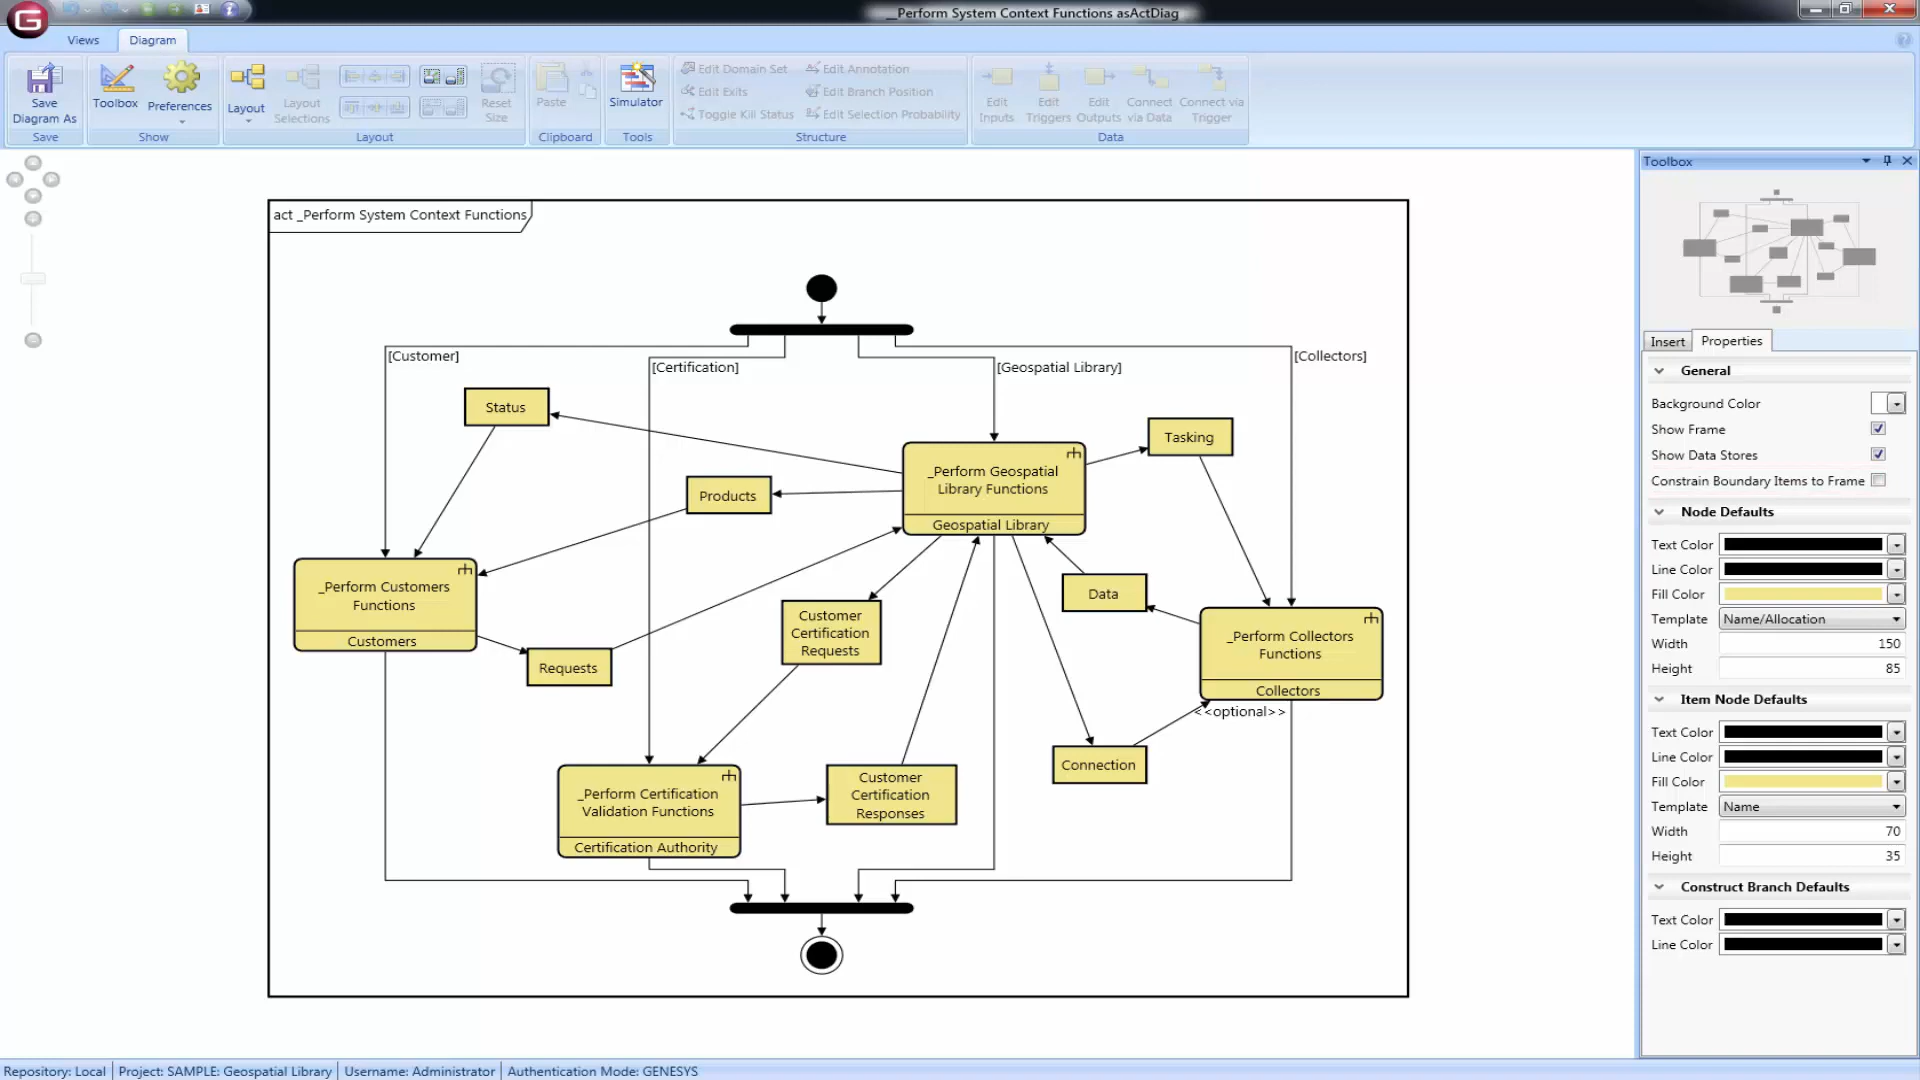 __Perform System Context Functions asActDiag
Views
Diagram
Save
Diagram As
Save
Toolbox
Preferences
Show
Layout
Layout
Selections
Reset
Size
Layout
Paste
Clipboard
Simulator
Tools
Edit Domain Set
Edit Exits
Toggle Kill Status
Edit Annotation
Edit Branch Position
Edit Selection Probability
Structure
Edit
Inputs
Edit
Triggers
Edit
Outputs
Connect
via Data
Connect via
Trigger
Data
act _Perform System Context Functions
[Customer]
[Certification]
[Geospatial Library]
[Collectors]
Status
Tasking
_Perform Geospatial
Library Functions
Geospatial Library
Products
_Perform Customers
Functions
Customers
Requests
Customer
Certification
Requests
Data
_Perform Collectors
Functions
Collectors
<<optional>>
Connection
_Perform Certification
Validation Functions
Certification Authority
Customer
Certification
Responses
Toolbox
Insert
Properties
General
Background Color
Show Frame
Show Data Stores
Constrain Boundary Items to Frame
Node Defaults
Text Color
Line Color
Fill Color
Template Name/Allocation
Width 150
Height 85
Item Node Defaults
Text Color
Line Color
Fill Color
Template Name
Width 70
Height 35
Construct Branch Defaults
Text Color
Line Color
Repository: Local Project: SAMPLE: Geospatial Library Username: Administrator Authentication Mode: GENESYS